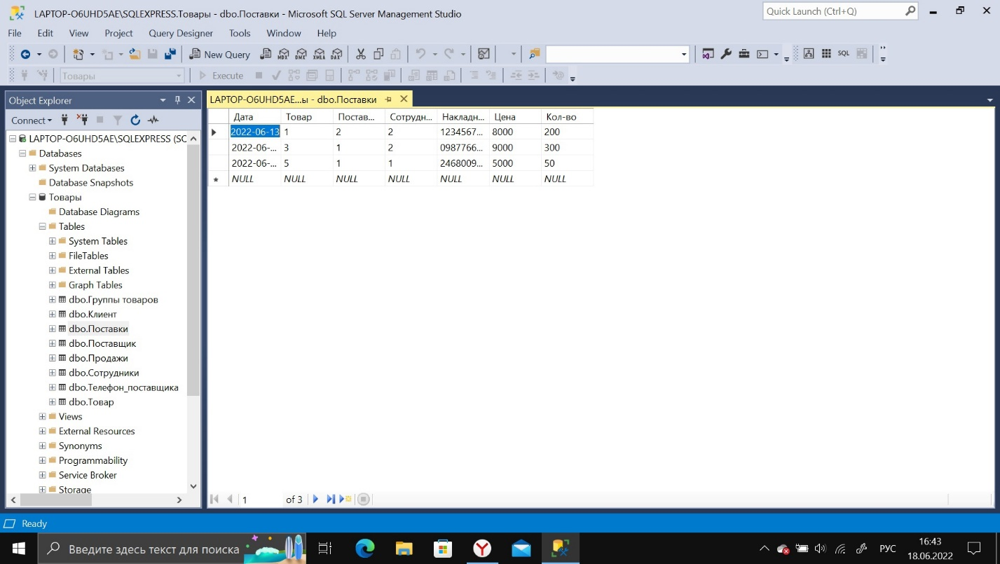 LAPTOP-O6UHD5AE\SQLEXPRESS.Товары - dbo.Поставки - Microsoft SQL Server Management Studio
Quick Launch (Ctrl+Q)
File Edit View Project Query Designer Tools Window Help
New Query MDX DMX XMLA DAX SQL
Товары Execute
Object Explorer
LAPTOP-O6UHD5AE...ы - dbo.Поставки
Connect
LAPTOP-O6UHD5AE\SQLEXPRESS (SC
Databases
System Databases
Database Snapshots
Товары
Database Diagrams
Tables
System Tables
FileTables
External Tables
Graph Tables
dbo.Группы товаров
dbo.Клиент
dbo.Поставки
dbo.Поставщик
dbo.Продажи
dbo.Сотрудники
dbo.Телефон_поставщика
dbo.Товар
Views
External Resources
Synonyms
Programmability
Service Broker
Storage
Дата Товар Постав... Сотрудн... Накладн... Цена Кол-во
2022-06-13 1 2 2 1234567... 8000 200
2022-06-... 3 1 2 0987766... 9000 300
2022-06-... 5 1 1 2468009... 5000 50
NULL NULL NULL NULL NULL NULL NULL
1 of 3
Ready
Введите здесь текст для поиска
РУС
16:43
18.06.2022